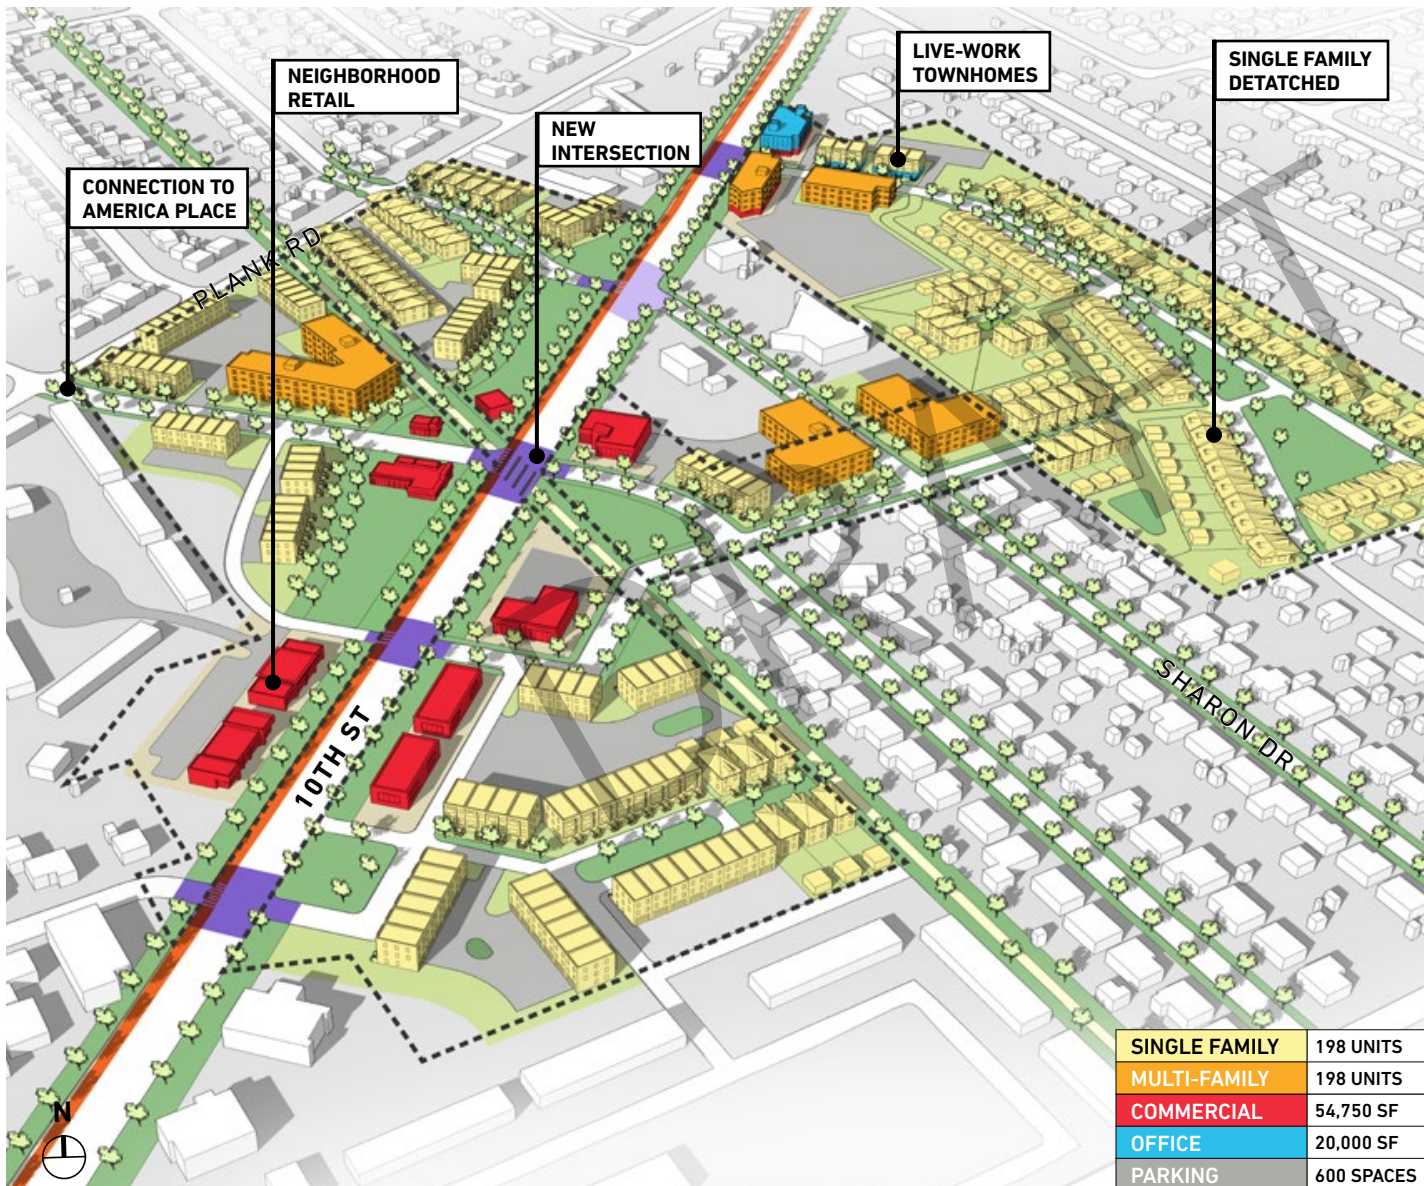 NEIGHBORHOOD
RETAIL
LIVE-WORK
TOWNHOMES
SINGLE FAMILY
DETATCHED
NEW
INTERSECTION
CONNECTION TO
AMERICA PLACE
PLANK RD
DRAFT
SHARON DR
10TH ST
N
SINGLE FAMILY 198 UNITS
MULTI-FAMILY 198 UNITS
COMMERCIAL 54,750 SF
OFFICE 20,000 SF
PARKING 600 SPACES